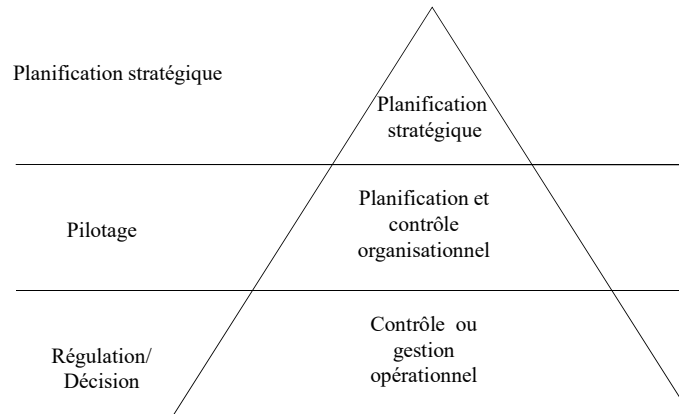 Planification stratégique
Planification
stratégique
Pilotage
Planification et
contrôle
organisationnel
Régulation/
Décision
Contrôle ou
gestion
opérationnel